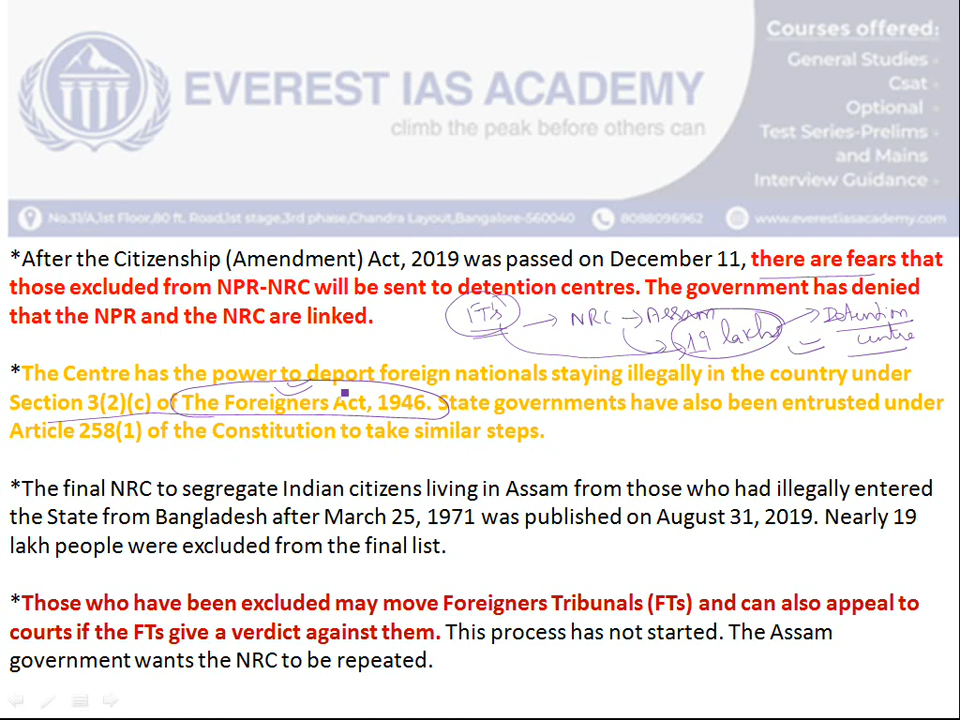 EVEREST IAS ACADEMY
climb the peak before others can
Courses offered:
General Studies
Csat
Optional
Test Series-Prelims
and Mains
Interview Guidance
No.31/A,1st Floor,80 ft. Road,1st stage,3rd phase,Chandra Layout,Bangalore-560040
8088096962
www.everestiasacademy.com
*After the Citizenship (Amendment) Act, 2019 was passed on December 11, there are fears that
those excluded from NPR-NRC will be sent to detention centres. The government has denied
that the NPR and the NRC are linked.
FTs → NRC → Assam
19 lakhs
Detention
centre
*The Centre has the power to deport foreign nationals staying illegally in the country under
Section 3(2)(c) of The Foreigners Act, 1946. State governments have also been entrusted under
Article 258(1) of the Constitution to take similar steps.
*The final NRC to segregate Indian citizens living in Assam from those who had illegally entered
the State from Bangladesh after March 25, 1971 was published on August 31, 2019. Nearly 19
lakh people were excluded from the final list.
*Those who have been excluded may move Foreigners Tribunals (FTs) and can also appeal to
courts if the FTs give a verdict against them. This process has not started. The Assam
government wants the NRC to be repeated.